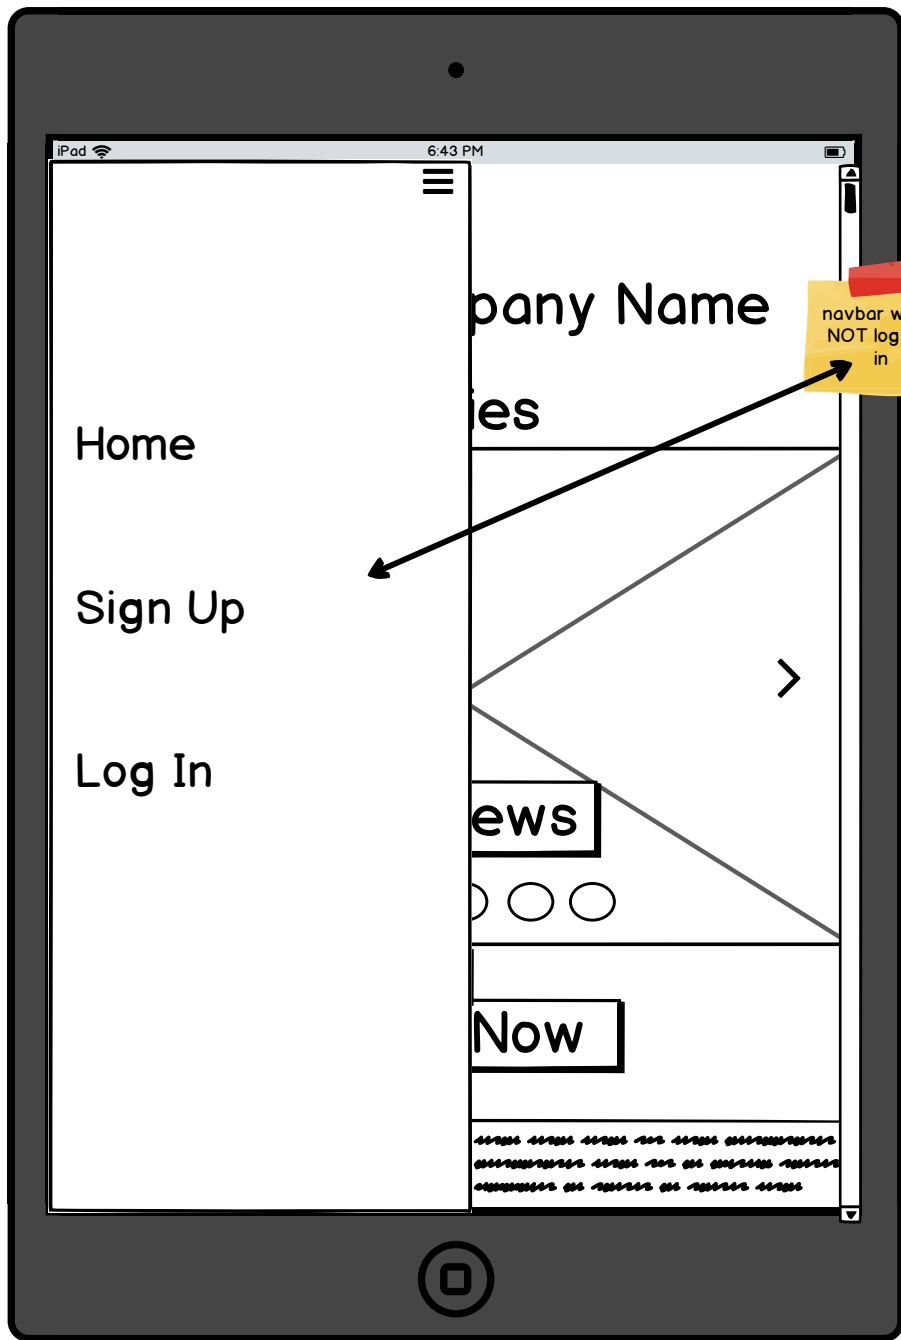 iPad 6:43 PM
pany Name
navbar w
NOT log
in
ies
Home
Sign Up
Log In
ews
Now